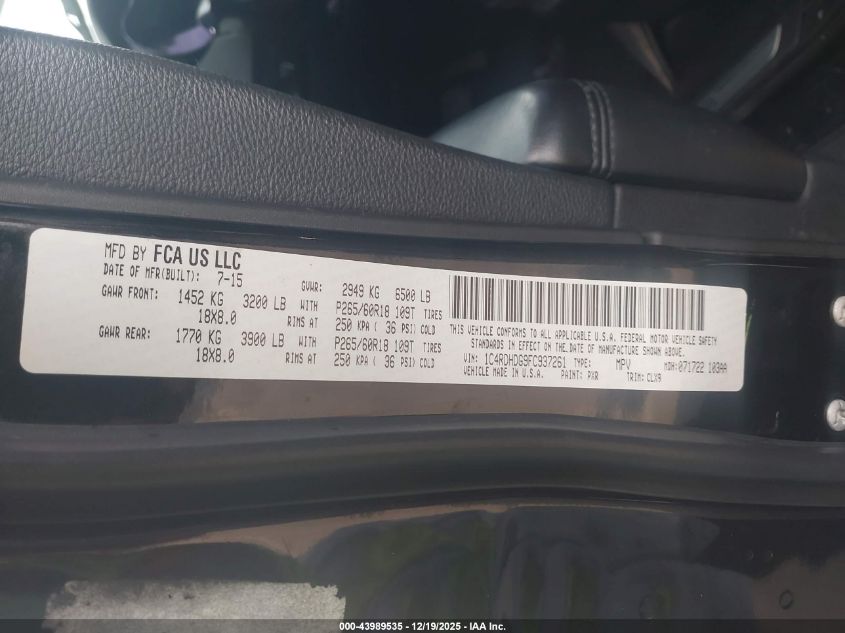 MFD BY FCA US LLC
DATE OF MFR(BUILT): 7-15 GVWR: 2949 KG 6500 LB
GAWR FRONT: 1452 KG 3200 LB WITH P265/60R18 109T TIRES
18X8.0 RIMS AT 250 KPA ( 36 PSI) COLD
GAWR REAR: 1770 KG 3900 LB WITH P265/60R18 109T TIRES
18X8.0 RIMS AT 250 KPA ( 36 PSI) COLD
THIS VEHICLE CONFORMS TO ALL APPLICABLE U.S.A. FEDERAL MOTOR VEHICLE SAFETY
STANDARDS IN EFFECT ON THE DATE OF MANUFACTURE SHOWN ABOVE.
VIN: 1C4RDHDG9FC937261 TYPE: MPV MDH:071722 103AA
VEHICLE MADE IN U.S.A. PAINT: PXR TRIM: CLX9
000-43989535 - 12/19/2025 - IAA Inc.